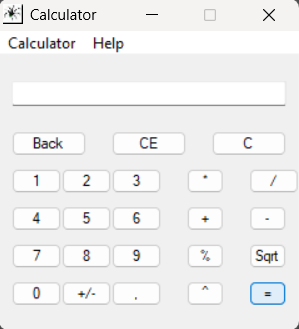 Calculator
Calculator Help
Back CE C
1 2 3 * /
4 5 6 + -
7 8 9 % Sqrt
0 +/- . ^ =